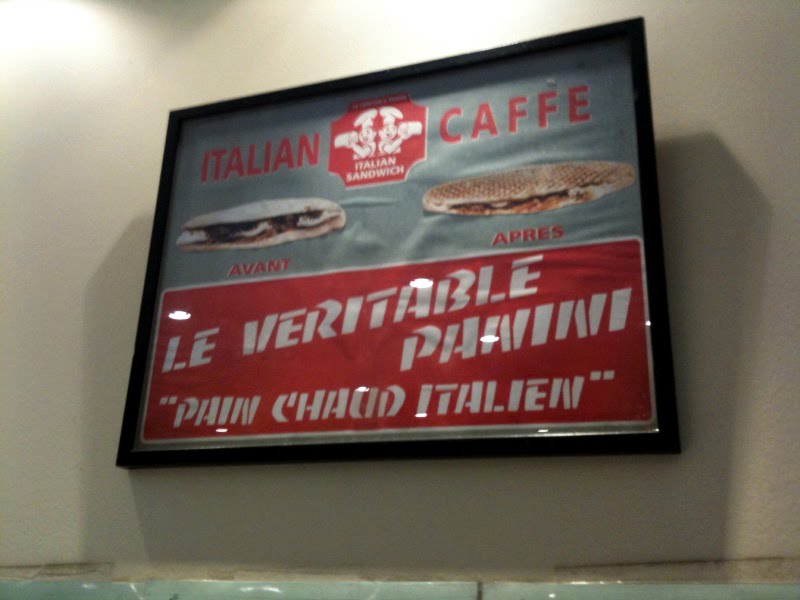 ITALIAN CAFFE
ITALIAN
SANDWICH
AVANT
APRES
LE VERITABLE
PANINI
"PAIN CHAUD ITALIEN"